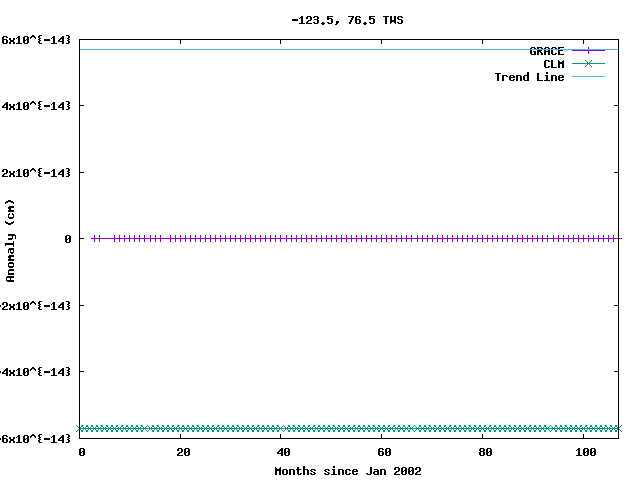 -123.5, 76.5 TWS
6x10^{-14}
4x10^{-14}
2x10^{-14}
0
-2x10^{-14}
-4x10^{-14}
-6x10^{-14}
Anomaly (cm)
GRACE
CLM
Trend Line
0 20 40 60 80 100
Months since Jan 2002